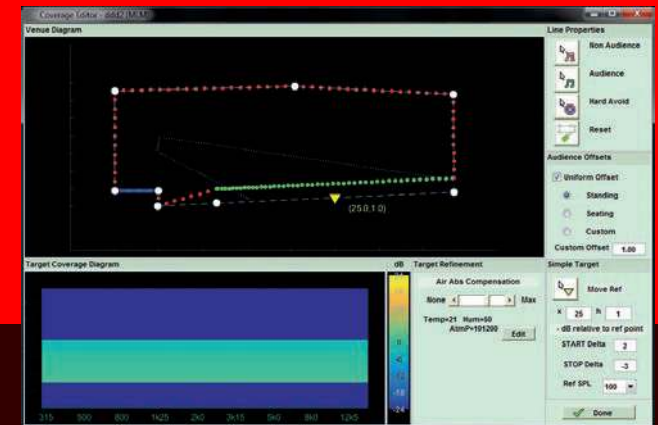 Coverage Editor - ddd2 [MLM]
Venue Diagram
Line Properties
Non Audience
Audience
Hard Avoid
Reset
Audience Offsets
Uniform Offset
Standing
Seating
Custom
Custom Offset 1.00
(25.0,1.0)
Target Coverage Diagram
dB
0
-6
-12
-18
-24
315 500 800 1k25 2k0 3k15 5k0 8k0 12k5
Target Refinement
Air Abs Compensation
None Max
Temp=21 Hum=50
AtmP=101200
Edit
Simple Target
Move Ref
x 25 h 1
- dB relative to ref point
START Delta 2
STOP Delta -3
Ref SPL 100
Done